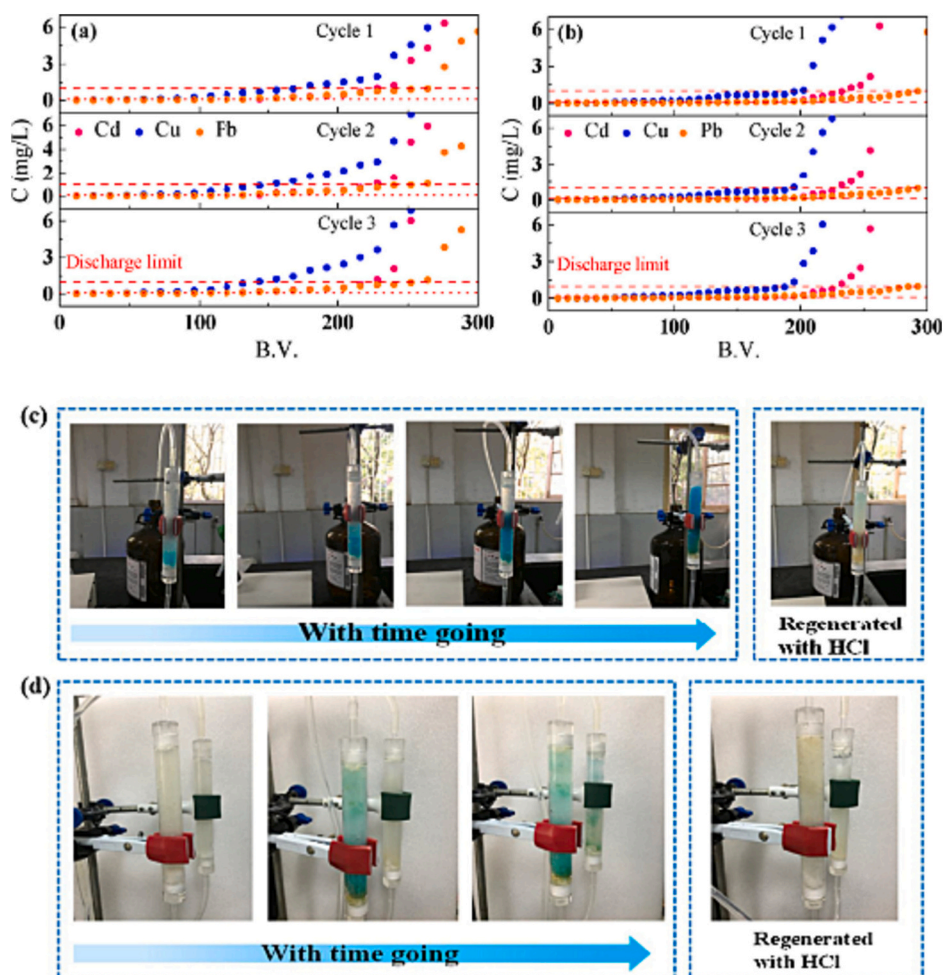 (a)
Cycle 1
6
3
0
Cd Cu Fb
Cycle 2
6
3
0
Cycle 3
6
3
Discharge limit
0
0 100 200 300
B.V.
C (mg/L)
(b)
Cycle 1
6
3
0
Cd Cu Pb
Cycle 2
6
3
0
Cycle 3
6
3
Discharge limit
0
0 100 200 300
B.V.
C (mg/L)
(c)
With time going
Regenerated
with HCl
(d)
With time going
Regenerated
with HCl